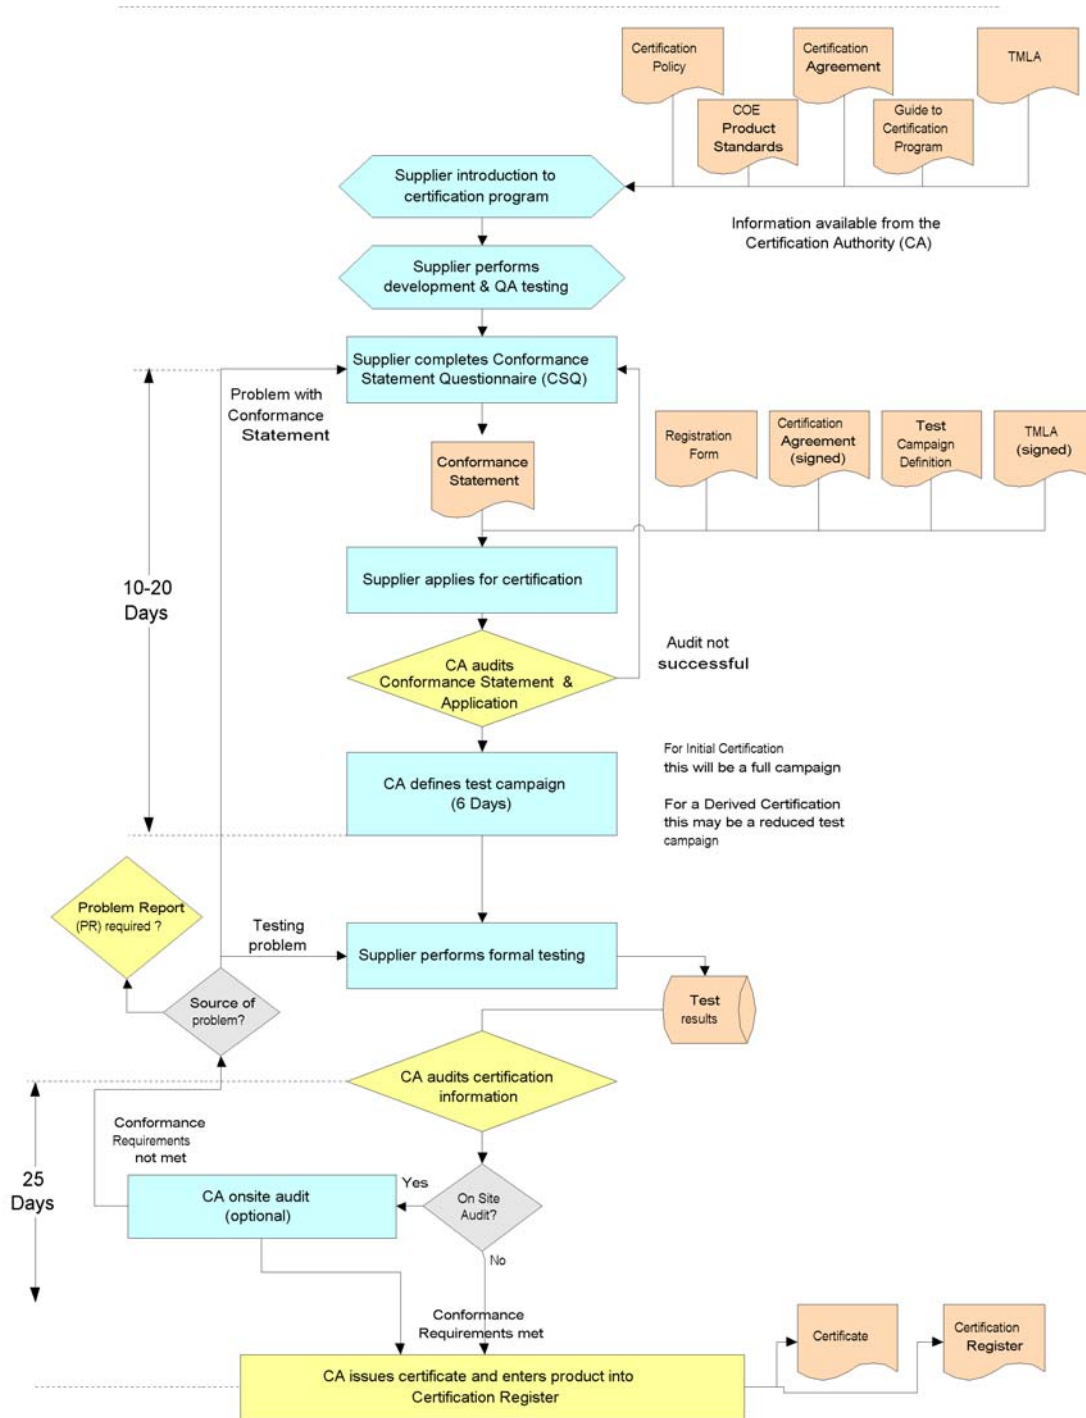 Certification
Policy
Certification
Agreement
TMLA
COE
Product
Standards
Guide to
Certification
Program
Supplier introduction to
certification program
Information available from the
Certification Authority (CA)
Supplier performs
development & QA testing
Supplier completes Conformance
Statement Questionnaire (CSQ)
Problem with
Conformance
Statement
Conformance
Statement
Registration
Form
Certification
Agreement
(signed)
Test
Campaign
Definition
TMLA
(signed)
10-20
Days
Supplier applies for certification
Audit not
successful
CA audits
Conformance Statement &
Application
CA defines test campaign
(6 Days)
For Initial Certification
this will be a full campaign
For a Derived Certification
this may be a reduced test
campaign
Problem Report
(PR) required ?
Testing
problem
Supplier performs formal testing
Source of
problem?
Test
results
CA audits certification
information
Conformance
Requirements
not met
25
Days
CA onsite audit
(optional)
Yes
On Site
Audit?
No
Conformance
Requirements met
Certificate
Certification
Register
CA issues certificate and enters product into
Certification Register